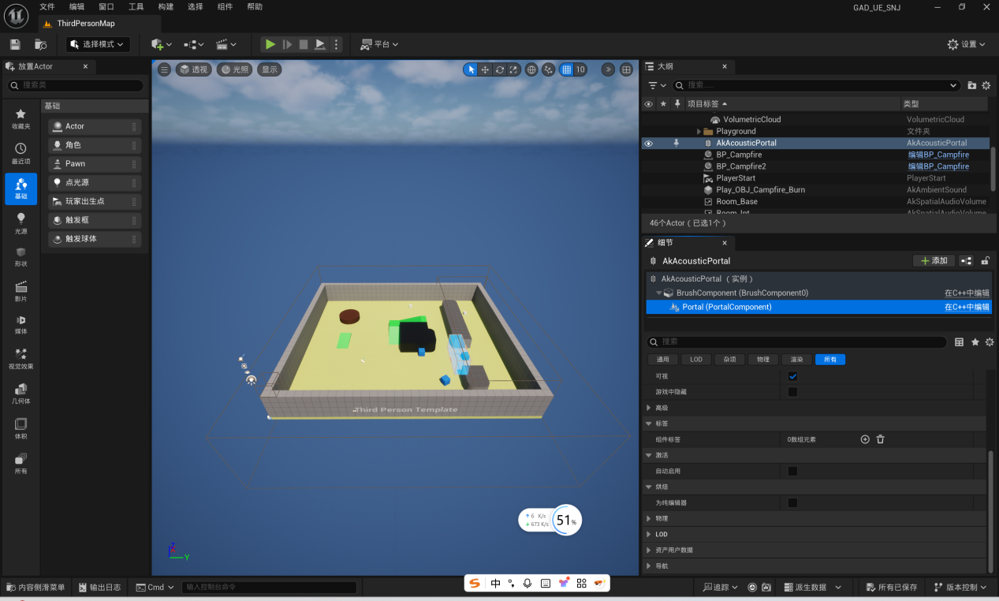 文件 编辑 窗口 工具 构建 选择 组件 帮助
GAD_UE_SNJ
ThirdPersonMap
选择模式
平台
设置
放置Actor
搜索类
收藏夹
最近项
基础
光源
形状
影片
媒体
视觉效果
几何体
体积
所有
基础
Actor
角色
Pawn
点光源
玩家出生点
触发框
触发球体
透视 光照 显示
10
Third Person Template
6 K/s
673 K/s
51%
Z
Y
大纲
搜索......
项目标签 类型
VolumetricCloud VolumetricCloud
Playground 文件夹
AkAcousticPortal AkAcousticPortal
BP_Campfire 编辑BP_Campfire
BP_Campfire2 编辑BP_Campfire
PlayerStart PlayerStart
Play_OBJ_Campfire_Burn AkAmbientSound
Room_Base AkSpatialAudioVolume
Room_Int AkSpatialAudioVolume
46个Actor（已选1个）
细节
AkAcousticPortal
添加
AkAcousticPortal （实例）
BrushComponent (BrushComponent0) 在C++中编辑
Portal (PortalComponent) 在C++中编辑
搜索
通用 LOD 杂项 物理 渲染 所有
可视
游戏中隐藏
高级
标签
组件标签 0数组元素
激活
自动启用
烘焙
为纯编辑器
物理
LOD
资产用户数据
导航
内容侧滑菜单 输出日志 Cmd 输入控制台命令
中
追踪 派生数据 所有已保存 版本控制